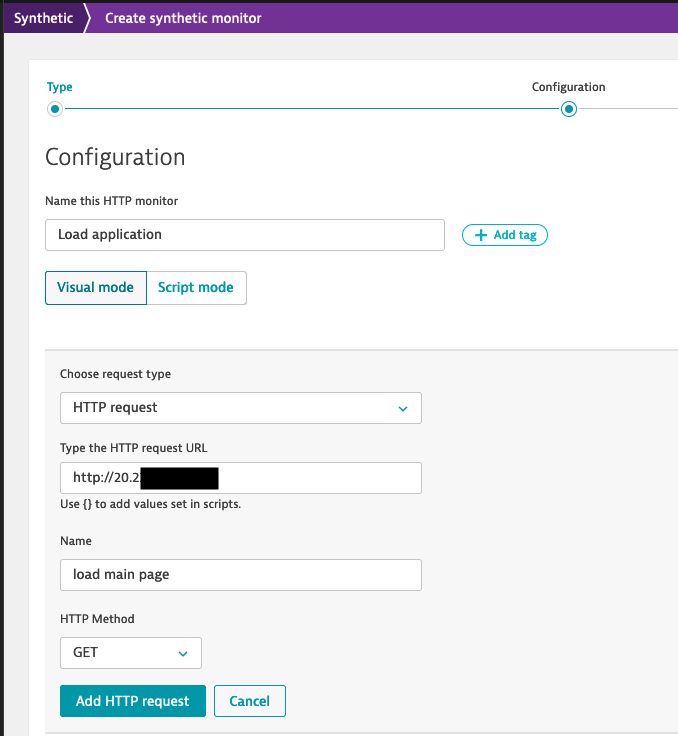 Synthetic Create synthetic monitor
Type Configuration
Configuration
Name this HTTP monitor
Load application
Add tag
Visual mode Script mode
Choose request type
HTTP request
Type the HTTP request URL
http://20.2
Use {} to add values set in scripts.
Name
load main page
HTTP Method
GET
Add HTTP request Cancel